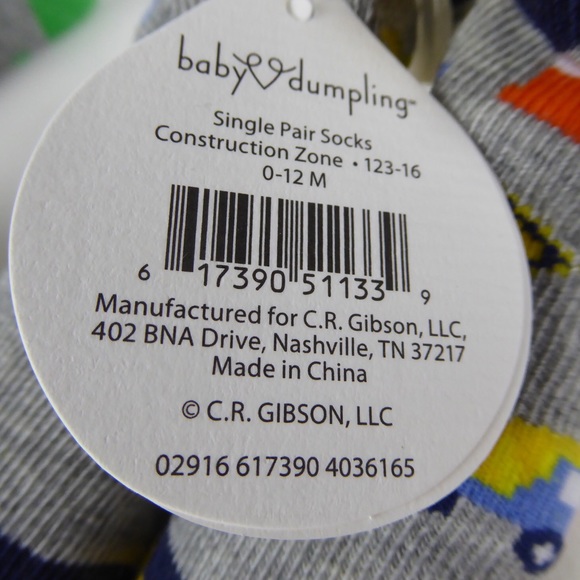 baby dumpling™
Single Pair Socks
Construction Zone • 123-16
0-12 M
6 17390 51133 9
Manufactured for C.R. Gibson, LLC,
402 BNA Drive, Nashville, TN 37217
Made in China
© C.R. GIBSON, LLC
02916 617390 4036165